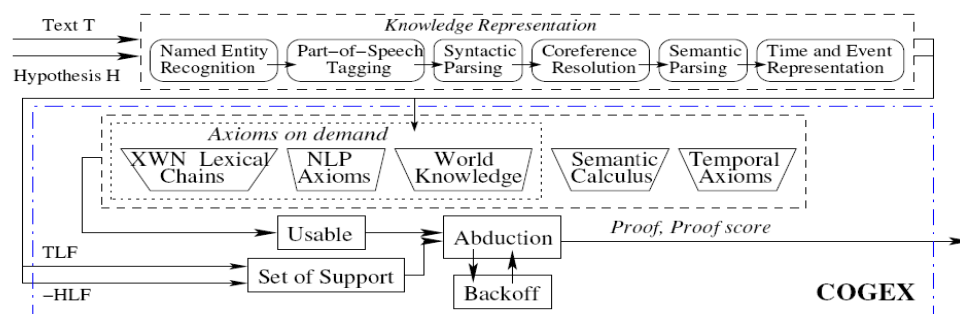 Text T
Hypothesis H
Knowledge Representation
Named Entity
Recognition
Part-of-Speech
Tagging
Syntactic
Parsing
Coreference
Resolution
Semantic
Parsing
Time and Event
Representation
Axioms on demand
XWN Lexical
Chains
NLP
Axioms
World
Knowledge
Semantic
Calculus
Temporal
Axioms
Usable
Abduction
Proof, Proof score
TLF
Set of Support
¬HLF
Backoff
COGEX